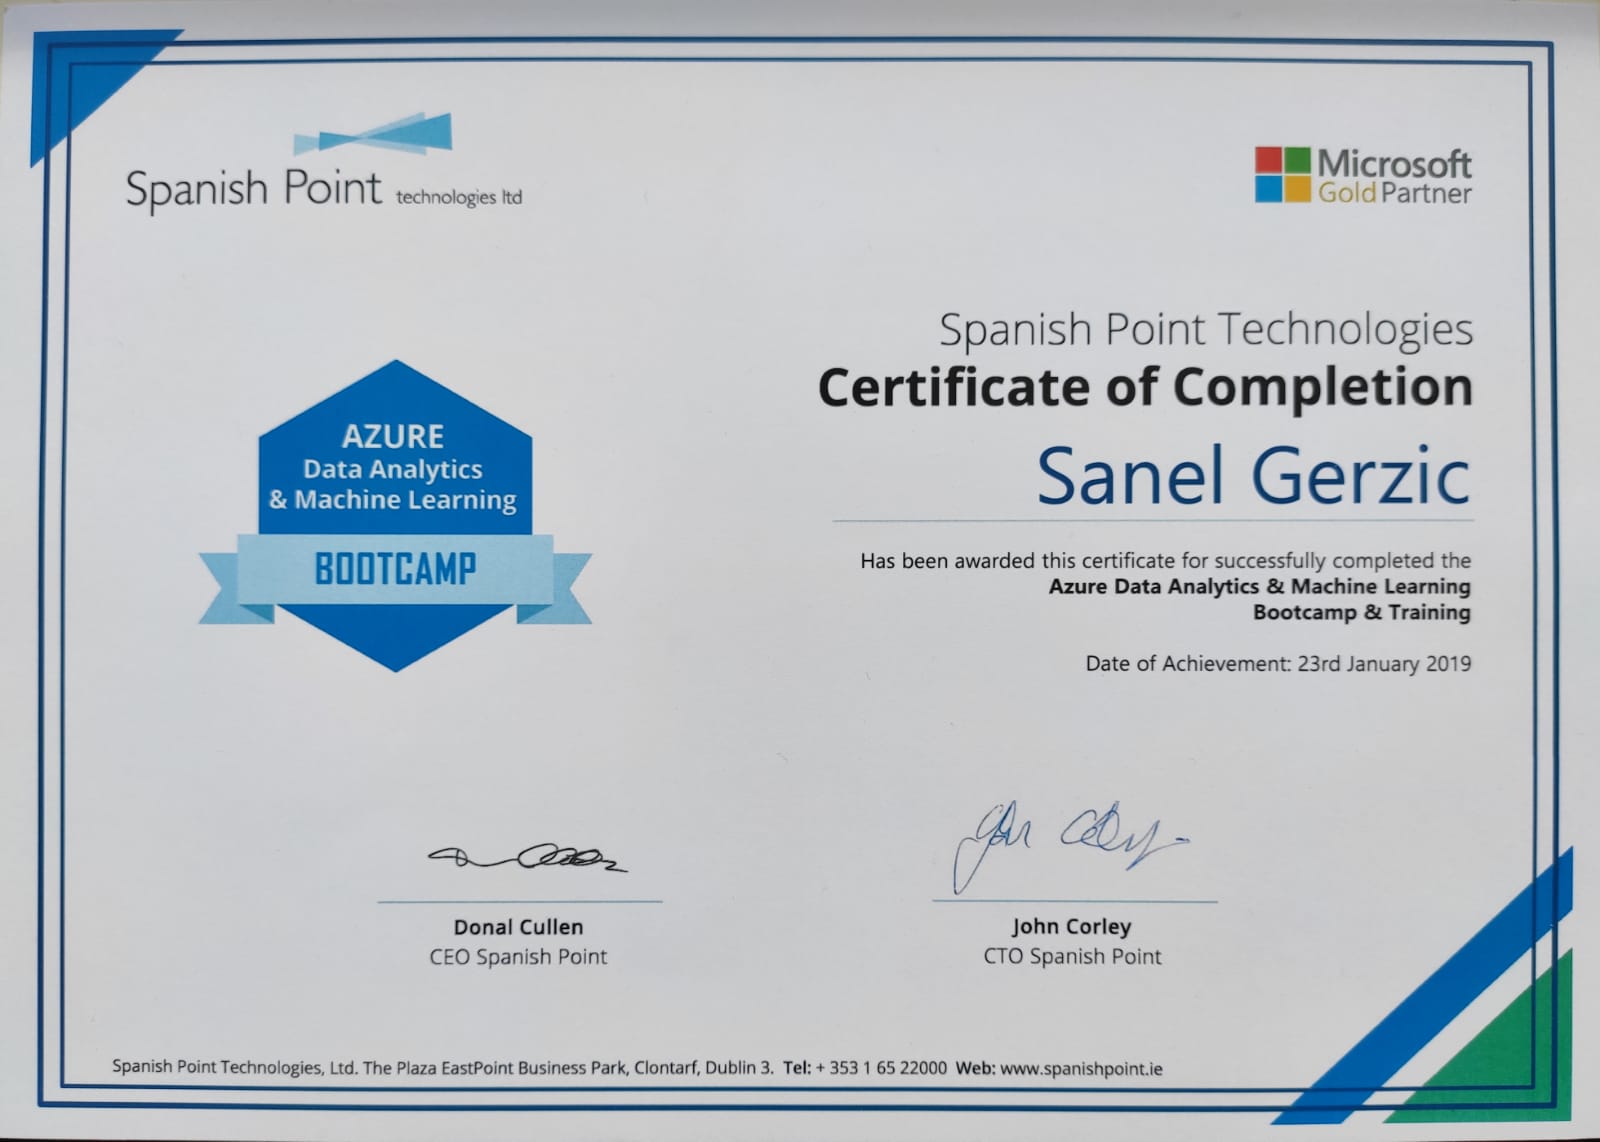 Spanish Point technologies ltd
Microsoft
Gold Partner
Spanish Point Technologies
Certificate of Completion
Sanel Gerzic
Has been awarded this certificate for successfully completed the
Azure Data Analytics & Machine Learning
Bootcamp & Training
Date of Achievement: 23rd January 2019
AZURE
Data Analytics
& Machine Learning
BOOTCAMP
Donal Cullen
CEO Spanish Point
John Corley
CTO Spanish Point
Spanish Point Technologies, Ltd. The Plaza EastPoint Business Park, Clontarf, Dublin 3. Tel: + 353 1 65 22000 Web: www.spanishpoint.ie